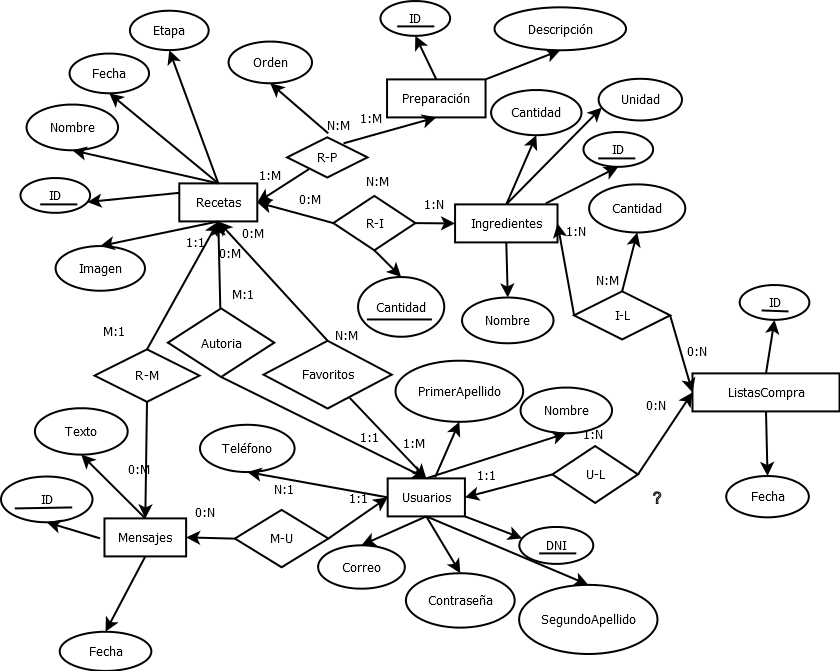 ID
Descripción
Etapa
Orden
Fecha
Preparación
Unidad
Cantidad
Nombre
N:M
1:M
R-P
ID
1:M
N:M
ID
Recetas
0:M
1:N
Cantidad
R-I
Ingredientes
1:N
0:M
1:1
0:M
Imagen
N:M
M:1
Cantidad
ID
I-L
Nombre
M:1
N:M
Autoria
0:N
R-M
Favoritos
PrimerApellido
ListasCompra
0:N
Nombre
Texto
1:1
1:M
1:N
Teléfono
0:M
1:1
U-L
N:1
1:1
Usuarios
Fecha
?
ID
0:N
Mensajes
M-U
DNI
Correo
Contraseña
SegundoApellido
Fecha